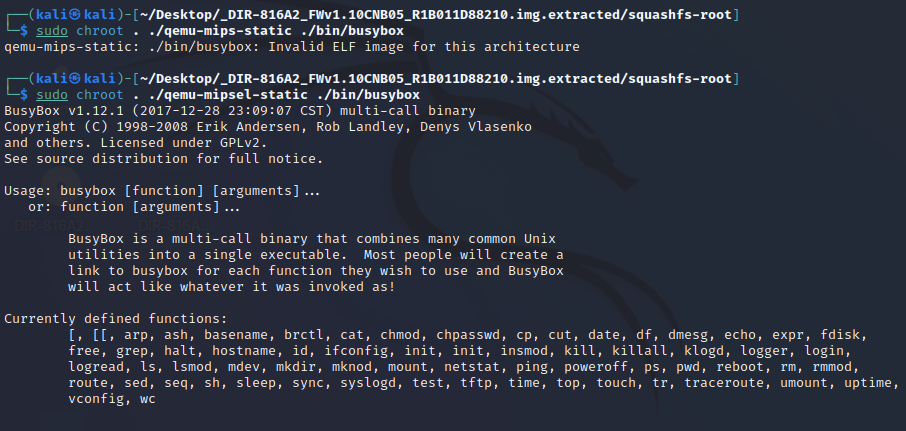 ┌──(kali㉿kali)-[~/Desktop/_DIR-816A2_FWv1.10CNB05_R1B011D88210.img.extracted/squashfs-root]
└─$ sudo chroot . ./qemu-mips-static ./bin/busybox
qemu-mips-static: ./bin/busybox: Invalid ELF image for this architecture
┌──(kali㉿kali)-[~/Desktop/_DIR-816A2_FWv1.10CNB05_R1B011D88210.img.extracted/squashfs-root]
└─$ sudo chroot . ./qemu-mipsel-static ./bin/busybox
BusyBox v1.12.1 (2017-12-28 23:09:07 CST) multi-call binary
Copyright (C) 1998-2008 Erik Andersen, Rob Landley, Denys Vlasenko
and others. Licensed under GPLv2.
See source distribution for full notice.
Usage: busybox [function] [arguments]...
or: function [arguments]...
BusyBox is a multi-call binary that combines many common Unix
utilities into a single executable.  Most people will create a
link to busybox for each function they wish to use and BusyBox
will act like whatever it was invoked as!
Currently defined functions:
[, [[, arp, ash, basename, brctl, cat, chmod, chpasswd, cp, cut, date, df, dmesg, echo, expr, fdisk,
free, grep, halt, hostname, id, ifconfig, init, init, insmod, kill, killall, klogd, logger, login,
logread, ls, lsmod, mdev, mkdir, mknod, mount, netstat, ping, poweroff, ps, pwd, reboot, rm, rmmod,
route, sed, seq, sh, sleep, sync, syslogd, test, tftp, time, top, touch, tr, traceroute, umount, uptime,
vconfig, wc